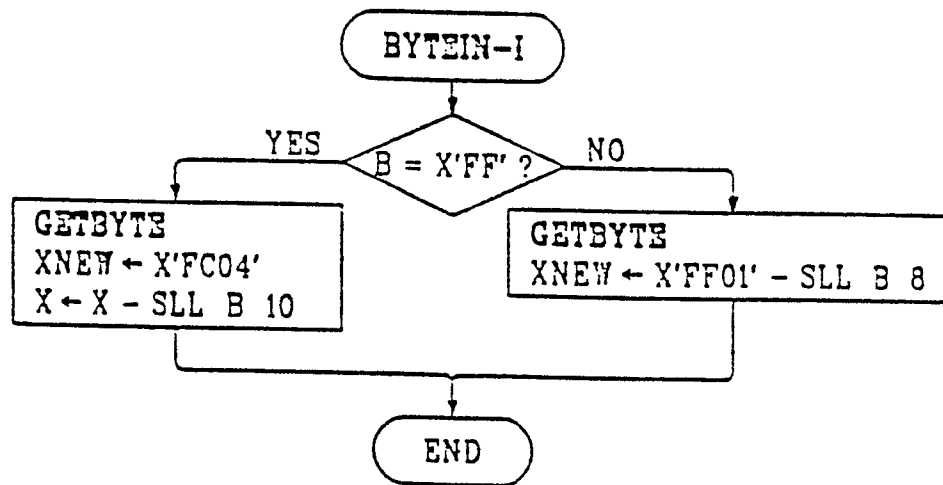 BYTEIN-I
B = X'FF' ?
YES
NO
GETBYTE
XNEW ← X'FC04'
X ← X - SLL B 10
GETBYTE
XNEW ← X'FF01' - SLL B 8
END